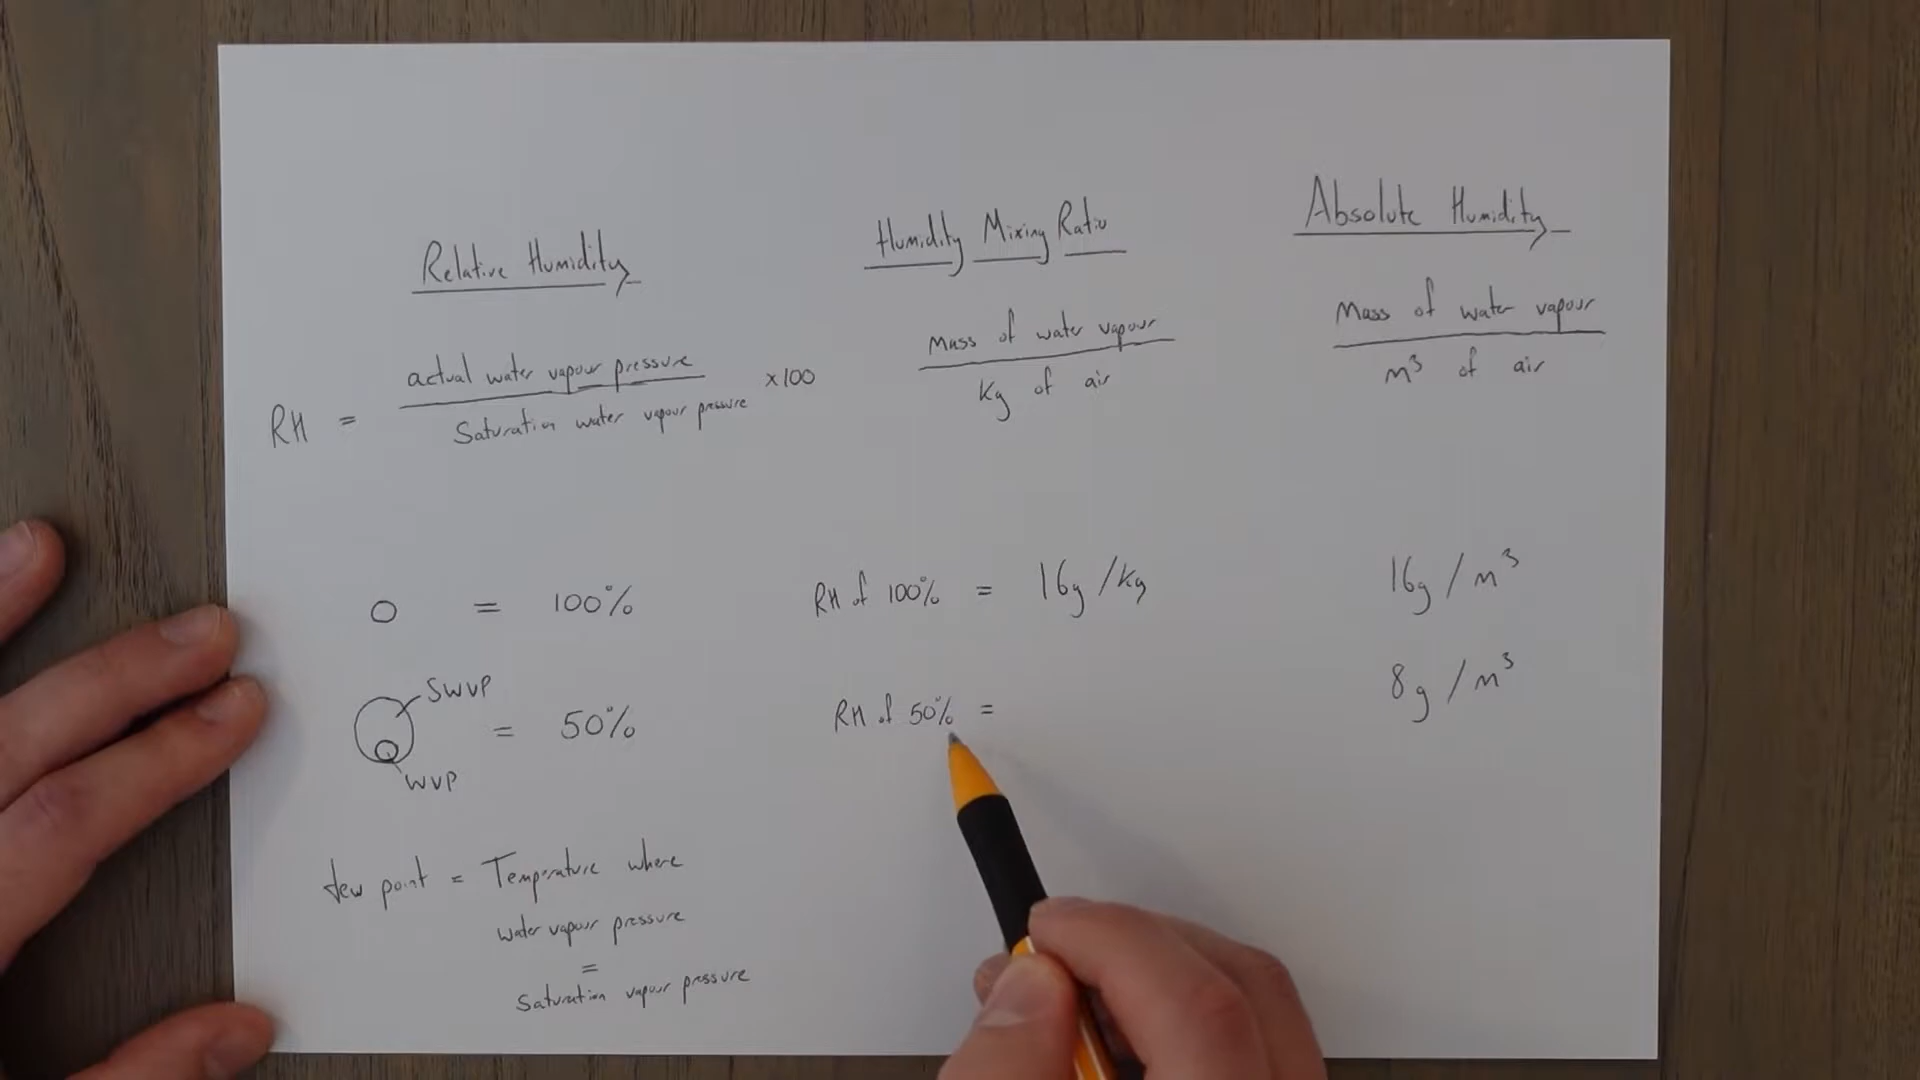 Relative Humidity
RH = actual water vapour pressure x100
Saturation water vapour pressure
O = 100%
SWVP
= 50%
WVP
dew point = Temperature where
water vapour pressure
=
Saturation vapour pressure
Humidity Mixing Ratio
Mass of water vapour
Kg of air
RH of 100% = 16g/kg
RH of 50% =
Absolute Humidity
Mass of water vapour
m³ of air
16g/m³
8g/m³